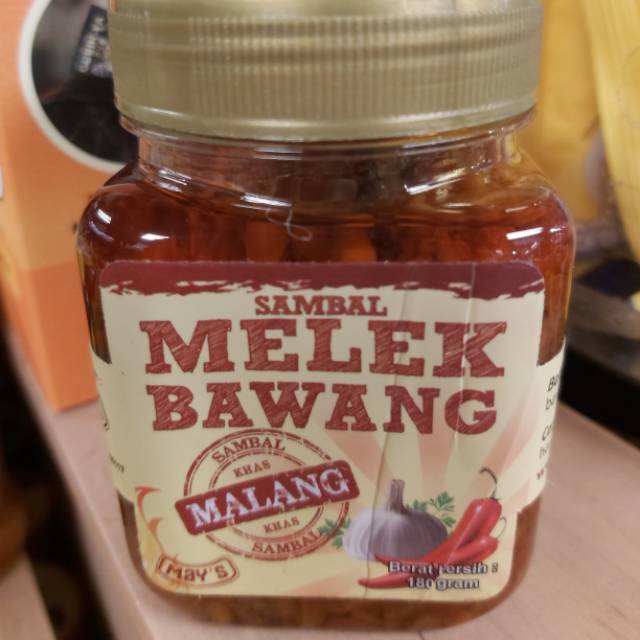 SAMBAL
MELEK
BAWANG
SAMBAL
KHAS
MALANG
KHAS
SAMBAL
MAY'S
Berat bersih :
180 gram